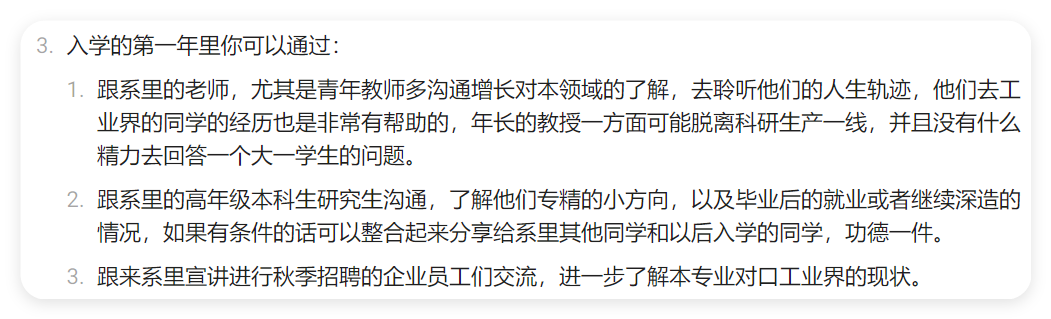 3. 入学的第一年里你可以通过：
1. 跟系里的老师，尤其是青年教师多沟通增长对本领域的了解，去聆听他们的人生轨迹，他们去工
业界的同学的经历也是非常有帮助的，年长的教授一方面可能脱离科研生产一线，并且没有什么
精力去回答一个大一学生的问题。
2. 跟系里的高年级本科生研究生沟通，了解他们专精的小方向，以及毕业后的就业或者继续深造的
情况，如果有条件的话可以整合起来分享给系里其他同学和以后入学的同学，功德一件。
3. 跟来系里宣讲进行秋季招聘的企业员工们交流，进一步了解本专业对口工业界的现状。